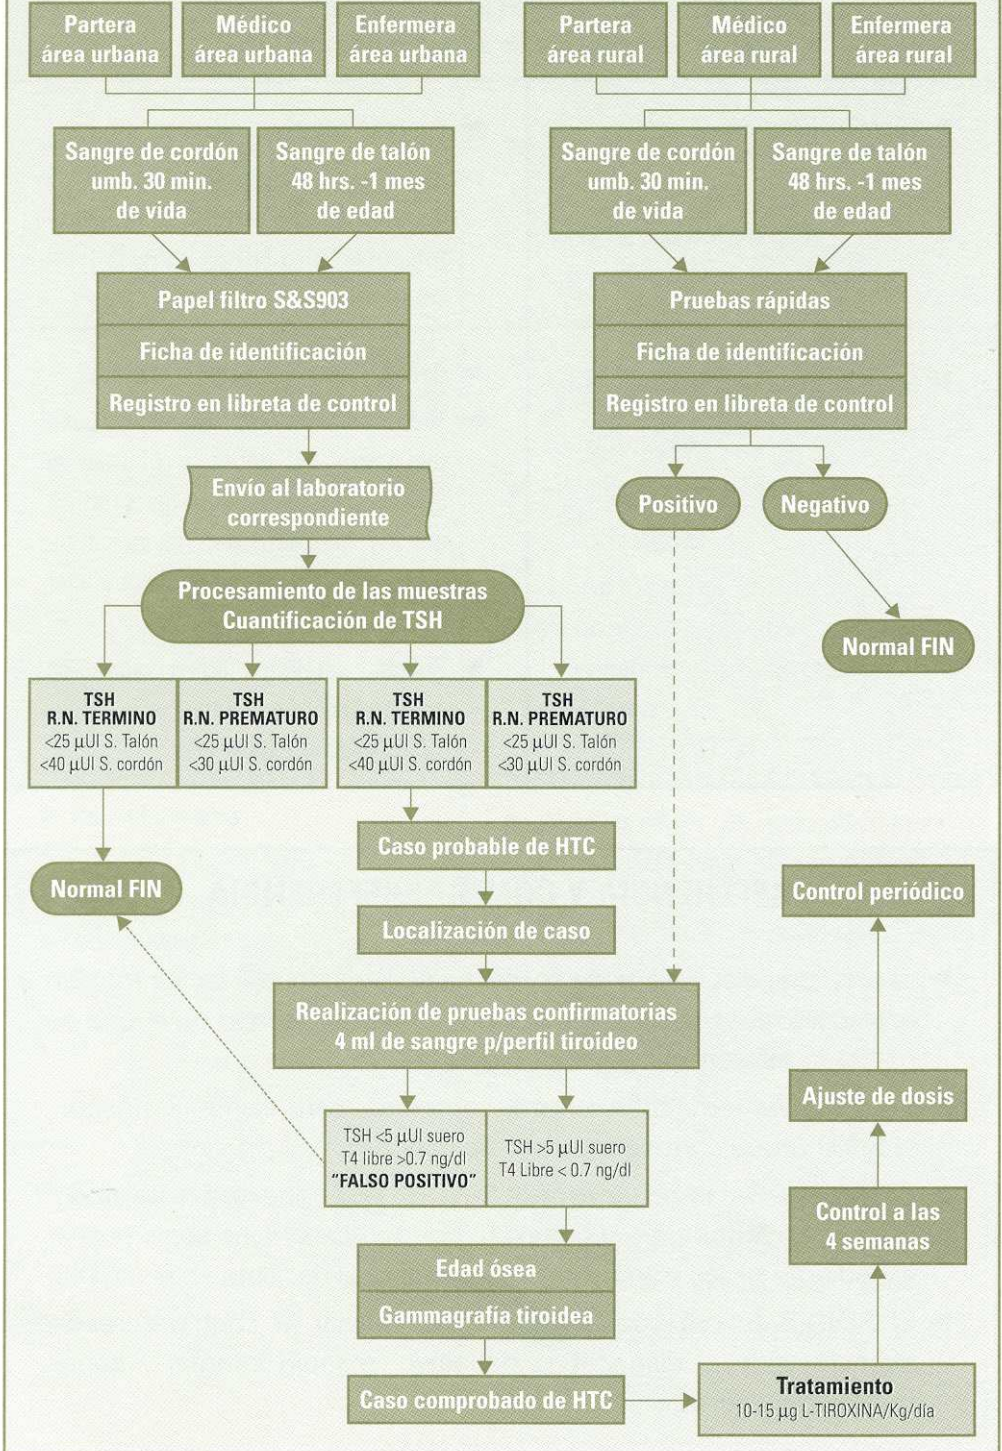 Partera
área urbana
Médico
área urbana
Enfermera
área urbana
Partera
área rural
Médico
área rural
Enfermera
área rural
Sangre de cordón
umb. 30 min.
de vida
Sangre de talón
48 hrs. -1 mes
de edad
Sangre de cordón
umb. 30 min.
de vida
Sangre de talón
48 hrs. -1 mes
de edad
Papel filtro S&S903
Ficha de identificación
Registro en libreta de control
Pruebas rápidas
Ficha de identificación
Registro en libreta de control
Envío al laboratorio
correspondiente
Positivo
Negativo
Procesamiento de las muestras
Cuantificación de TSH
Normal FIN
TSH
R.N. TERMINO
<25 µUI S. Talón
<40 µUI S. cordón
TSH
R.N. PREMATURO
<25 µUI S. Talón
<30 µUI S. cordón
TSH
R.N. TERMINO
<25 µUI S. Talón
<40 µUI S. cordón
TSH
R.N. PREMATURO
<25 µUI S. Talón
<30 µUI S. cordón
Caso probable de HTC
Normal FIN
Control periódico
Localización de caso
Realización de pruebas confirmatorias
4 ml de sangre p/perfil tiroideo
Ajuste de dosis
TSH <5 µUI suero
T4 libre >0.7 ng/dl
"FALSO POSITIVO"
TSH >5 µUI suero
T4 Libre < 0.7 ng/dl
Control a las
4 semanas
Edad ósea
Gammagrafía tiroidea
Caso comprobado de HTC
Tratamiento
10-15 µg L-TIROXINA/Kg/día